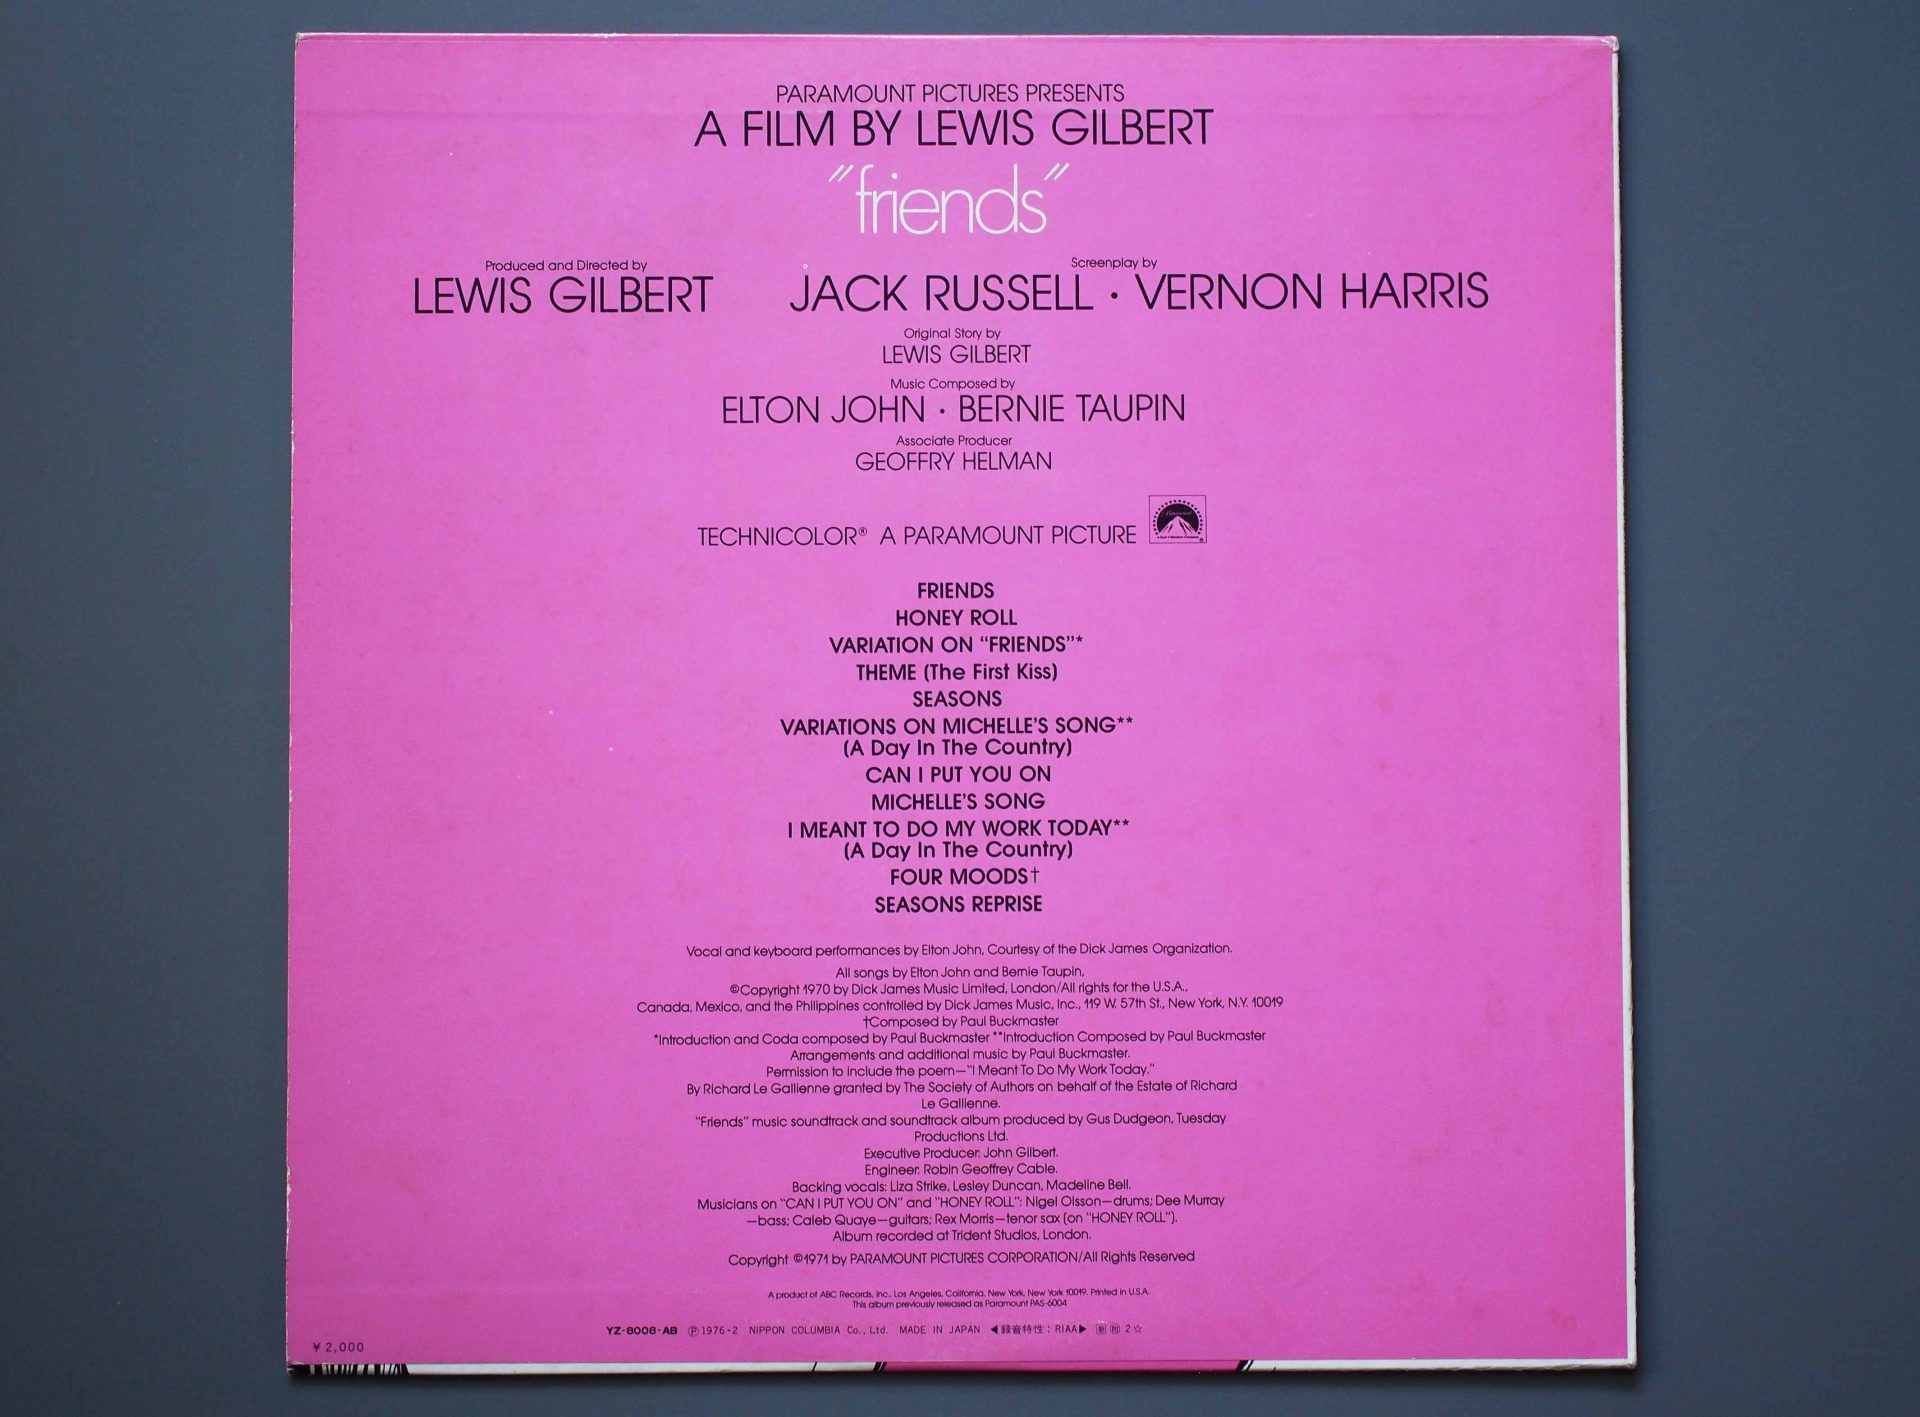 PARAMOUNT PICTURES PRESENTS
A FILM BY LEWIS GILBERT
"friends"
Produced and Directed by
LEWIS GILBERT
Screenplay by
JACK RUSSELL · VERNON HARRIS
Original Story by
LEWIS GILBERT
Music Composed by
ELTON JOHN · BERNIE TAUPIN
Associate Producer
GEOFFRY HELMAN
TECHNICOLOR® A PARAMOUNT PICTURE
Paramount
A Gulf + Western Company
FRIENDS
HONEY ROLL
VARIATION ON "FRIENDS"*
THEME (The First Kiss)
SEASONS
VARIATIONS ON MICHELLE'S SONG**
(A Day In The Country)
CAN I PUT YOU ON
MICHELLE'S SONG
I MEANT TO DO MY WORK TODAY**
(A Day In The Country)
FOUR MOODS†
SEASONS REPRISE
Vocal and keyboard performances by Elton John, Courtesy of the Dick James Organization.
All songs by Elton John and Bernie Taupin,
©Copyright 1970 by Dick James Music Limited, London/All rights for the U.S.A.,
Canada, Mexico, and the Philippines controlled by Dick James Music, Inc., 119 W. 57th St., New York, N.Y. 10019
†Composed by Paul Buckmaster
*Introduction and Coda composed by Paul Buckmaster **Introduction Composed by Paul Buckmaster
Arrangements and additional music by Paul Buckmaster.
Permission to include the poem—"I Meant To Do My Work Today."
By Richard Le Gallienne granted by The Society of Authors on behalf of the Estate of Richard
Le Gallienne.
"Friends" music soundtrack and soundtrack album produced by Gus Dudgeon, Tuesday
Productions Ltd.
Executive Producer: John Gilbert.
Engineer: Robin Geoffrey Cable.
Backing vocals: Liza Strike, Lesley Duncan, Madeline Bell.
Musicians on "CAN I PUT YOU ON" and "HONEY ROLL": Nigel Olsson—drums; Dee Murray
—bass; Caleb Quaye—guitars; Rex Morris—tenor sax (on "HONEY ROLL").
Album recorded at Trident Studios, London.
Copyright ©1971 by PARAMOUNT PICTURES CORPORATION/All Rights Reserved
A product of ABC Records, Inc., Los Angeles, California, New York, New York 10019. Printed in U.S.A.
This album previously released as Paramount PAS-6004
YZ-8008-AB ℗1976・2 NIPPON COLUMBIA Co., Ltd. MADE IN JAPAN ◀録音特性：RIAA▶ 2☆
¥2,000